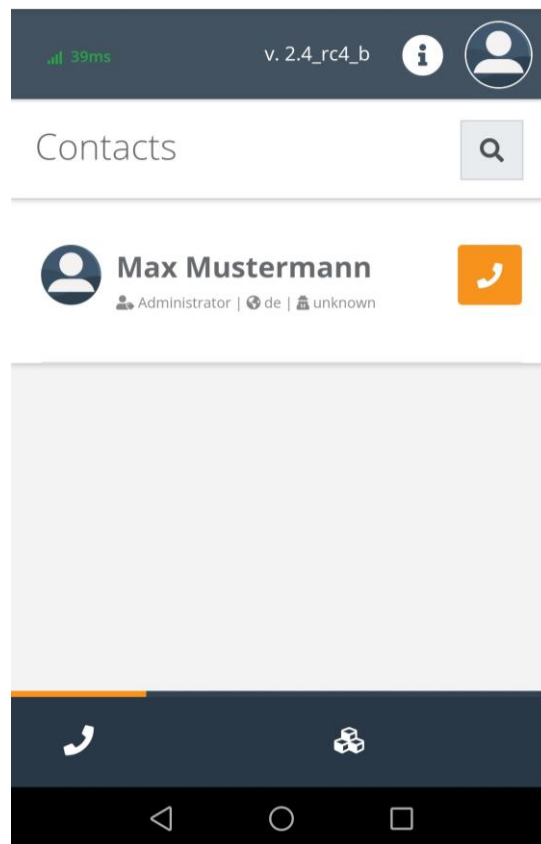 39ms v. 2.4_rc4_b
Contacts
Max Mustermann
Administrator | de | unknown